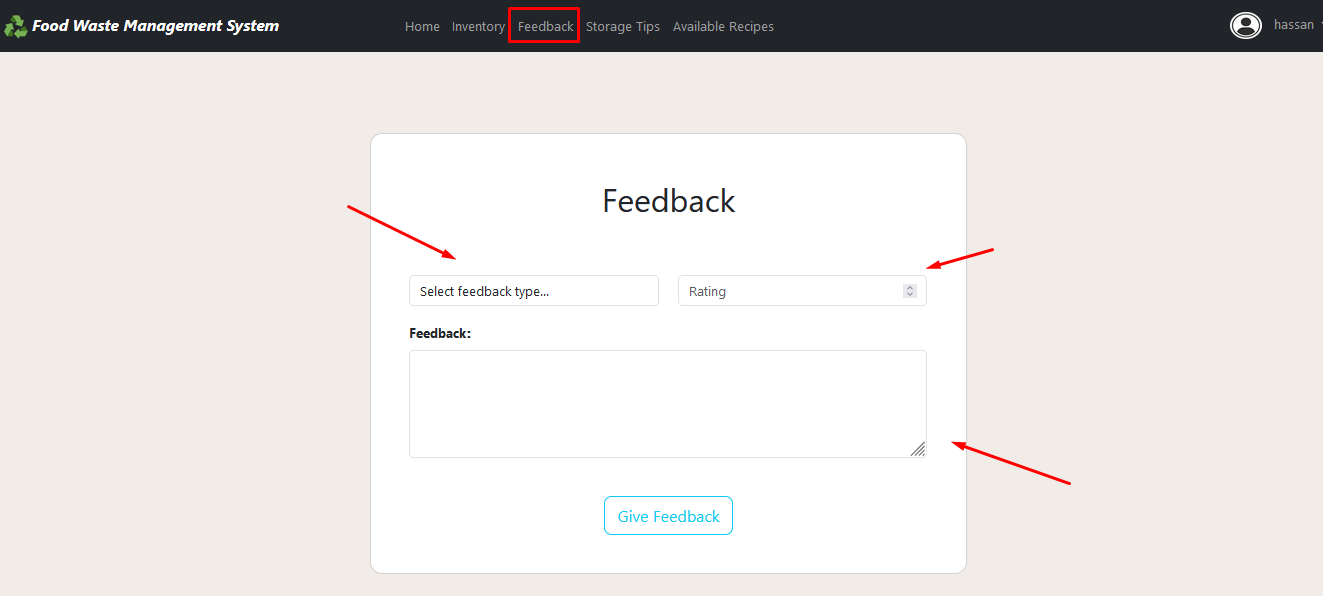 Food Waste Management System
Home Inventory Feedback Storage Tips Available Recipes
hassan
Feedback
Select feedback type...
Rating
Feedback:
Give Feedback